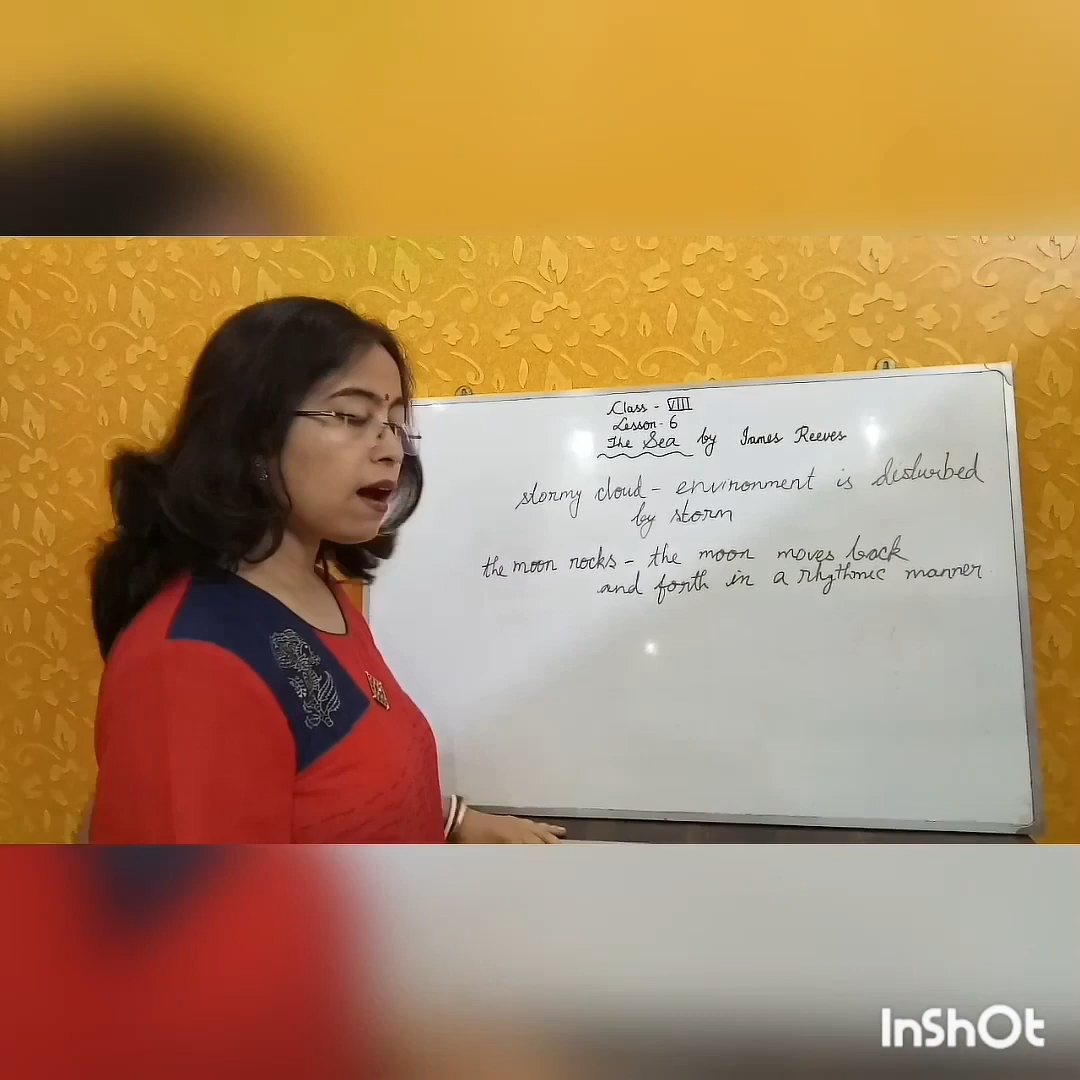 Class - VIII
Lesson - 6
The Sea by James Reeves
stormy cloud - environment is disturbed
by storm
the moon rocks - the moon moves back
and forth in a rhythmic manner
InShOt